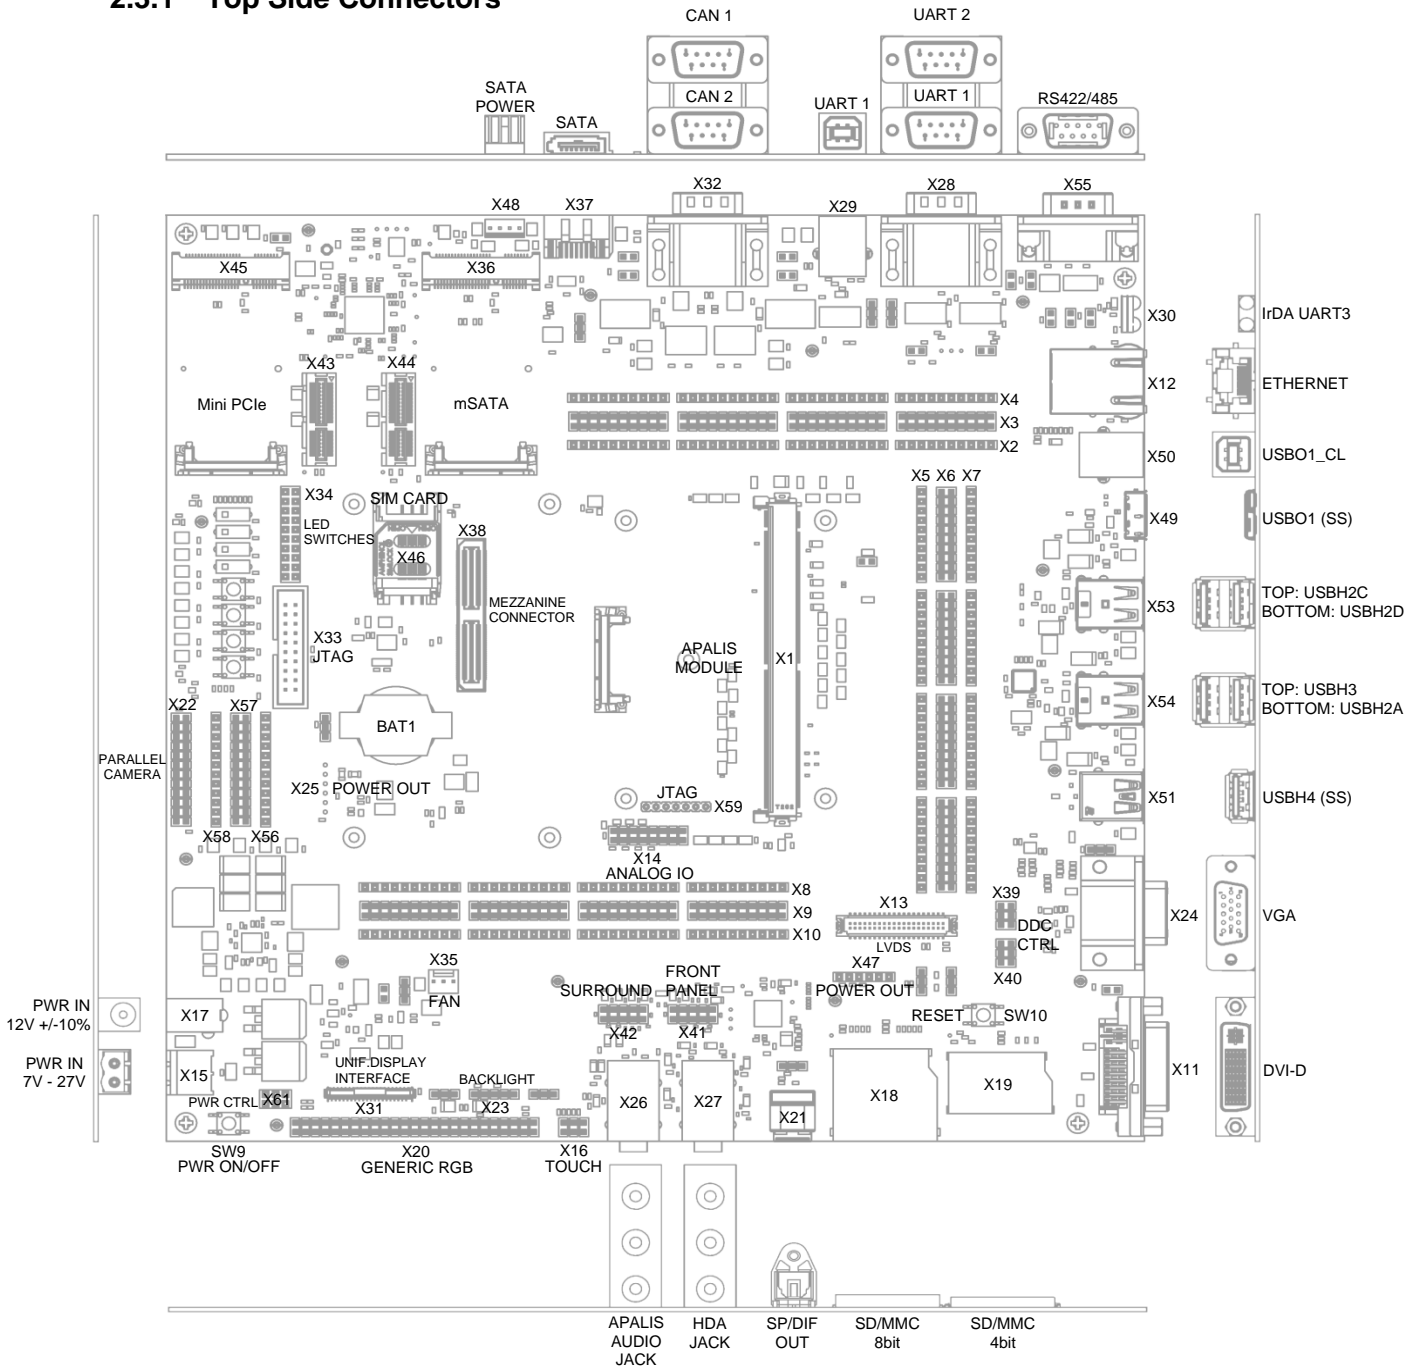 2.3.1 Top Side Connectors
CAN 1
UART 2
SATA
POWER
SATA
CAN 2
UART 1
UART 1
RS422/485
X48
X37
X32
X29
X28
X55
X45
X36
X30
IrDA UART3
X43
X44
X12
ETHERNET
Mini PCIe
mSATA
X4
X3
X2
X50
USBO1_CL
X34
SIM CARD
X5
X6
X7
LED
SWITCHES
X46
X38
X49
USBO1 (SS)
MEZZANINE
CONNECTOR
X53
TOP: USBH2C
BOTTOM: USBH2D
X33
JTAG
APALIS
MODULE
X1
X22
X57
BAT1
X54
TOP: USBH3
BOTTOM: USBH2A
PARALLEL
CAMERA
X25
POWER OUT
JTAG
X59
X51
USBH4 (SS)
X58
X56
X14
ANALOG IO
X8
X9
X10
X13
LVDS
X39
DDC
CTRL
X40
X24
VGA
X35
FAN
SURROUND
FRONT
PANEL
X47
POWER OUT
PWR IN
12V +/-10%
X17
X42
X41
RESET
SW10
PWR IN
7V - 27V
X15
UNIF.DISPLAY
INTERFACE
BACKLIGHT
X26
X27
X18
X19
X11
DVI-D
PWR CTRL
X61
X31
X23
X21
SW9
PWR ON/OFF
X20
GENERIC RGB
X16
TOUCH
APALIS
AUDIO
JACK
HDA
JACK
SP/DIF
OUT
SD/MMC
8bit
SD/MMC
4bit